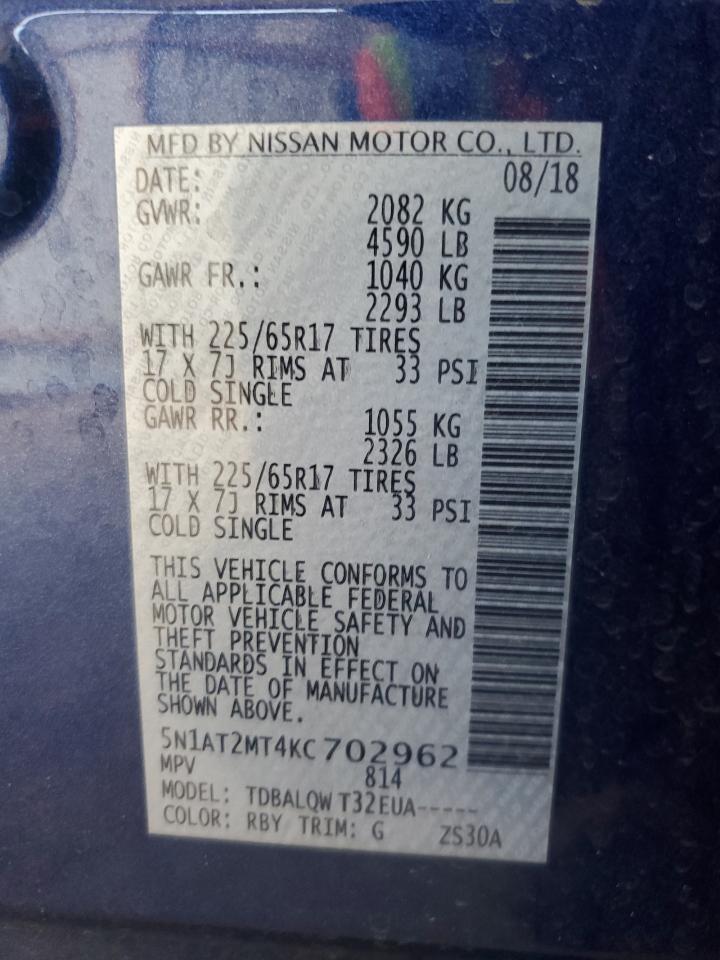 MFD BY NISSAN MOTOR CO., LTD.
DATE: 08/18
GVWR: 2082 KG
4590 LB
GAWR FR.: 1040 KG
2293 LB
WITH 225/65R17 TIRES
17 X 7J RIMS AT 33 PSI
COLD SINGLE
GAWR RR.: 1055 KG
2326 LB
WITH 225/65R17 TIRES
17 X 7J RIMS AT 33 PSI
COLD SINGLE
THIS VEHICLE CONFORMS TO
ALL APPLICABLE FEDERAL
MOTOR VEHICLE SAFETY AND
THEFT PREVENTION
STANDARDS IN EFFECT ON
THE DATE OF MANUFACTURE
SHOWN ABOVE.
5N1AT2MT4KC702962
MPV 814
MODEL: TDBALQW T32EUA-----
COLOR: RBY TRIM: G ZS30A